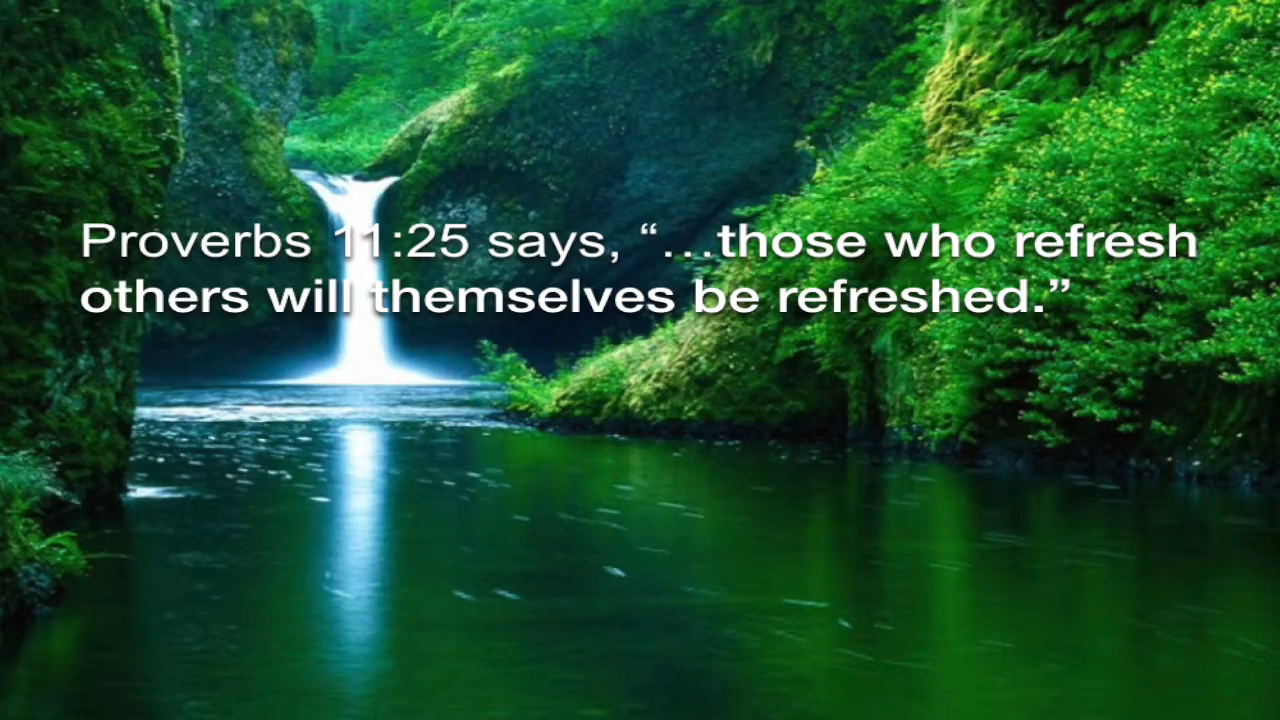 Proverbs 11:25 says, “…those who refresh
others will themselves be refreshed.”